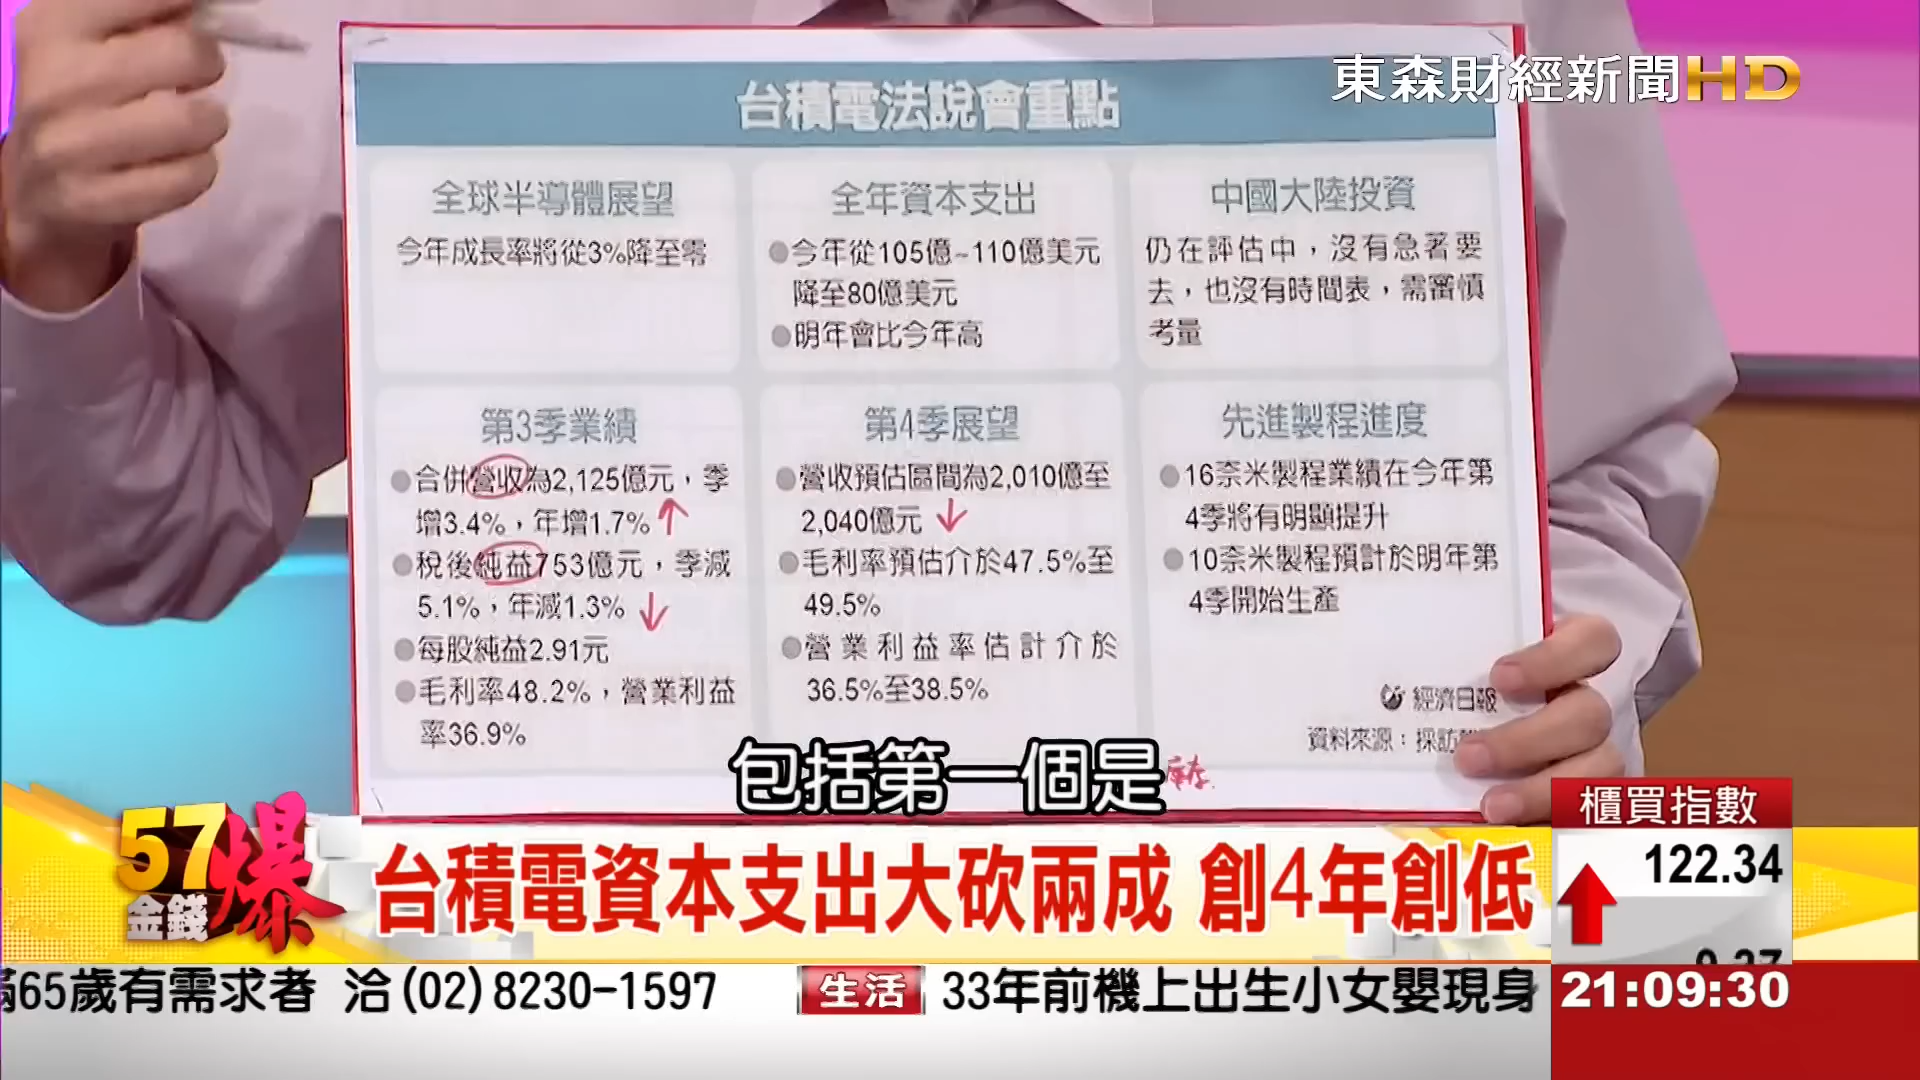 東森財經新聞HD
台積電法說會重點
全球半導體展望
今年成長率將從3%降至零
全年資本支出
●今年從105億~110億美元
降至80億美元
●明年會比今年高
中國大陸投資
仍在評估中，沒有急著要
去，也沒有時間表，需審慎
考量
第3季業績
●合併營收為2,125億元，季
增3.4%，年增1.7%
●稅後純益753億元，季減
5.1%，年減1.3%
●每股純益2.91元
●毛利率48.2%，營業利益
率36.9%
第4季展望
●營收預估區間為2,010億至
2,040億元
●毛利率預估介於47.5%至
49.5%
●營業利益率估計介於
36.5%至38.5%
先進製程進度
●16奈米製程業績在今年第
4季將有明顯提升
●10奈米製程預計於明年第
4季開始生產
經濟日報
資料來源：採訪
庫存
包括第一個是
57
金錢
爆
台積電資本支出大砍兩成 創4年創低
櫃買指數
122.34
65歲有需求者 洽(02)8230-1597
生活
33年前機上出生小女嬰現身
21:09:30